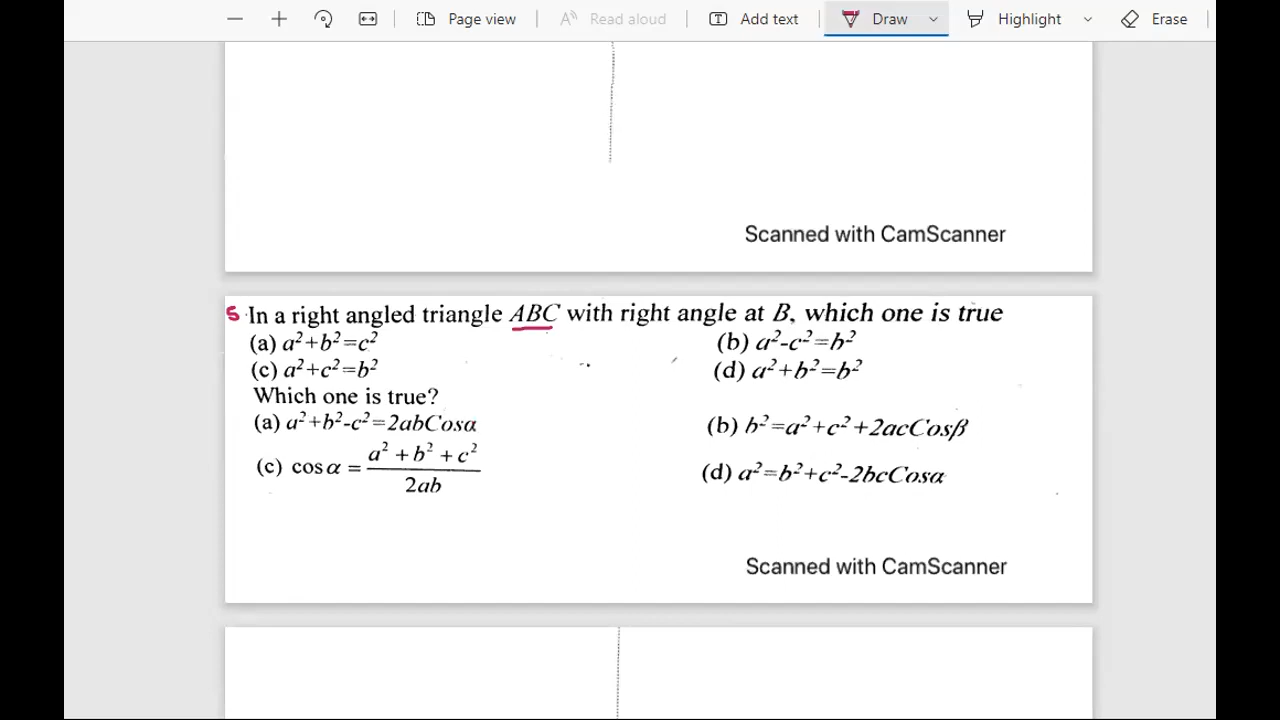 Page view Read aloud Add text Draw Highlight Erase
Scanned with CamScanner
5 In a right angled triangle ABC with right angle at B, which one is true
(a) a²+b²=c² (b) a²-c²=b²
(c) a²+c²=b² (d) a²+b²=b²
Which one is true?
(a) a²+b²-c²=2abCosα (b) b²=a²+c²+2acCosβ
(c) cos α = (a² + b² + c²)/(2ab) (d) a²=b²+c²-2bcCosα
Scanned with CamScanner